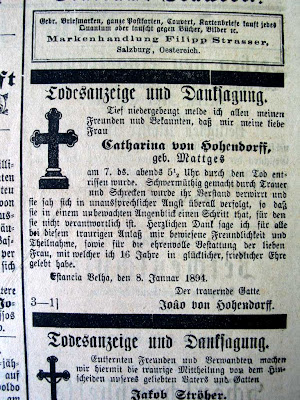 Gebr. Briefmarken, ganze Postkarten, Couvert, Kartenbriefe kauft jedes
Quantum oder tauscht gegen Bücher, Bilder ꝛc.
Markenhandlung Filipp Strasser,
Salzburg, Oesterreich.
Todesanzeige und Danksagung.
Tief niedergebeugt melde ich allen meinen
Freunden und Bekannten, daß mir meine liebe
Frau
Catharina von Hohendorff,
geb. Mattges
am 7. ds. abends 5½ Uhr durch den Tod ent-
rissen wurde. Schwermüthig gemacht durch Trauer
und Schrecken wurde ihr Verstand verwirrt und
sie sah sich in unaussprechlicher Angst überall verfolgt, so daß
sie in einem unbewachten Augenblick einen Schritt that, für den
sie nicht verantwortlich ist. Herzlichen Dank sage ich für alle
bei diesem traurigen Anlaß mir bewiesene Freundlichkeit und
Theilnahme, sowie für die ehrenvolle Bestattung der lieben
Frau, mit welcher ich 16 Jahre in glücklicher, friedlicher Ehe
gelebt habe.
Estancia Velha, den 8. Januar 1894.
Der trauernde Gatte
3—1] João von Hohendorff.
Todesanzeige und Danksagung.
Entfernten Freunden und Verwandten machen
wir hiermit die traurige Mittheilung von dem Hin-
scheiden unseres geliebten Vaters und Gatten
Jakob Ströher.